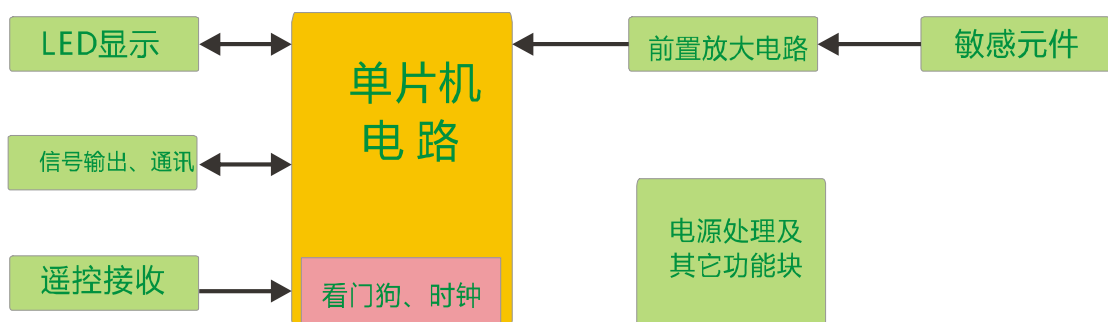 LED显示
单片机
电 路
前置放大电路
敏感元件
信号输出、通讯
电源处理及
其它功能块
遥控接收
看门狗、时钟